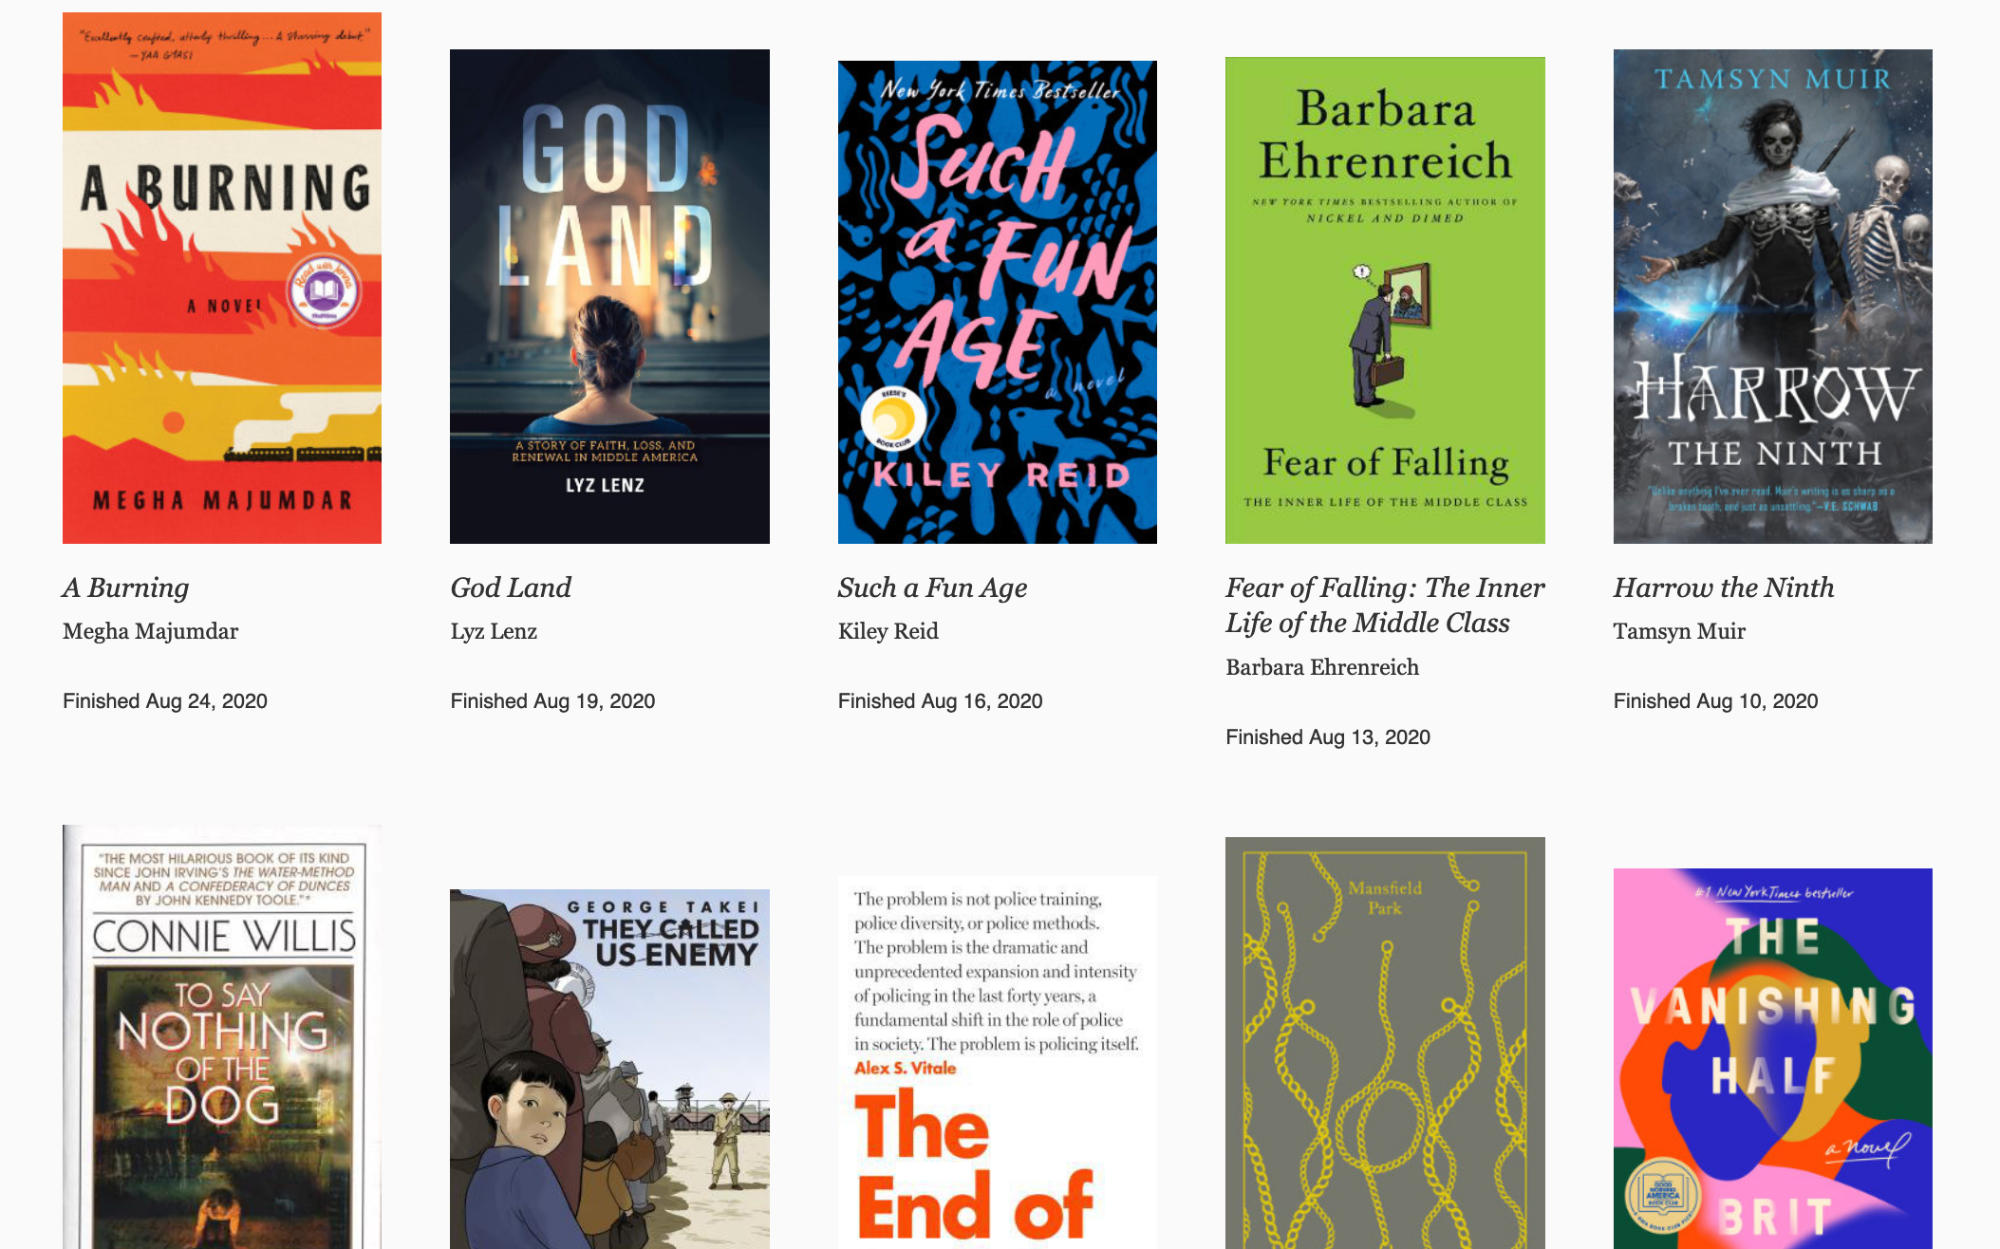 "Excellently crafted, utterly thrilling... A stunning debut."
—YAA GYASI
A BURNING
Read with Jenna
A NOVEL
MEGHA MAJUMDAR
GOD
LAND
A STORY OF FAITH, LOSS, AND
RENEWAL IN MIDDLE AMERICA
LYZ LENZ
New York Times Bestseller
SUCH
a FUN
AGE
a novel
REESE'S
BOOK CLUB
KILEY REID
Barbara
Ehrenreich
NEW YORK TIMES BESTSELLING AUTHOR OF
NICKEL AND DIMED
!
Fear of Falling
THE INNER LIFE OF THE MIDDLE CLASS
TAMSYN MUIR
HARROW
THE NINTH
"Unlike anything I've ever read. Muir's writing is as sharp as a
broken tooth, and just as unsettling."—V.E. SCHWAB
A Burning
Megha Majumdar
Finished Aug 24, 2020
God Land
Lyz Lenz
Finished Aug 19, 2020
Such a Fun Age
Kiley Reid
Finished Aug 16, 2020
Fear of Falling: The Inner
Life of the Middle Class
Barbara Ehrenreich
Finished Aug 13, 2020
Harrow the Ninth
Tamsyn Muir
Finished Aug 10, 2020
"THE MOST HILARIOUS BOOK OF ITS KIND
SINCE JOHN IRVING'S THE WATER-METHOD
MAN AND A CONFEDERACY OF DUNCES
BY JOHN KENNEDY TOOLE."*
CONNIE WILLIS
TO SAY
NOTHING
OF THE
DOG
GEORGE TAKEI
THEY CALLED
US ENEMY
The problem is not police training,
police diversity, or police methods.
The problem is the dramatic and
unprecedented expansion and intensity
of policing in the last forty years, a
fundamental shift in the role of police
in society. The problem is policing itself.
Alex S. Vitale
The
End of
Mansfield
Park
#1 New York Times bestseller
THE
VANISHING
HALF
a novel
GOOD
MORNING
AMERICA
BOOK CLUB
BRIT